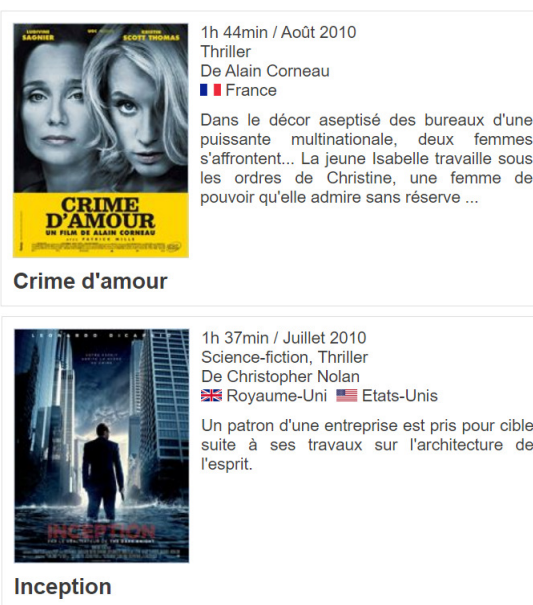 LUDIVINE
SAGNIER
KRISTIN
SCOTT THOMAS
CRIME
D'AMOUR
UN FILM DE ALAIN CORNEAU
AVEC PATRICK MILLE
1h 44min / Août 2010
Thriller
De Alain Corneau
France
Dans le décor aseptisé des bureaux d'une
puissante multinationale, deux femmes
s'affrontent... La jeune Isabelle travaille sous
les ordres de Christine, une femme de
pouvoir qu'elle admire sans réserve ...
Crime d'amour
INCEPTION
1h 37min / Juillet 2010
Science-fiction, Thriller
De Christopher Nolan
Royaume-Uni Etats-Unis
Un patron d'une entreprise est pris pour cible
suite à ses travaux sur l'architecture de
l'esprit.
Inception